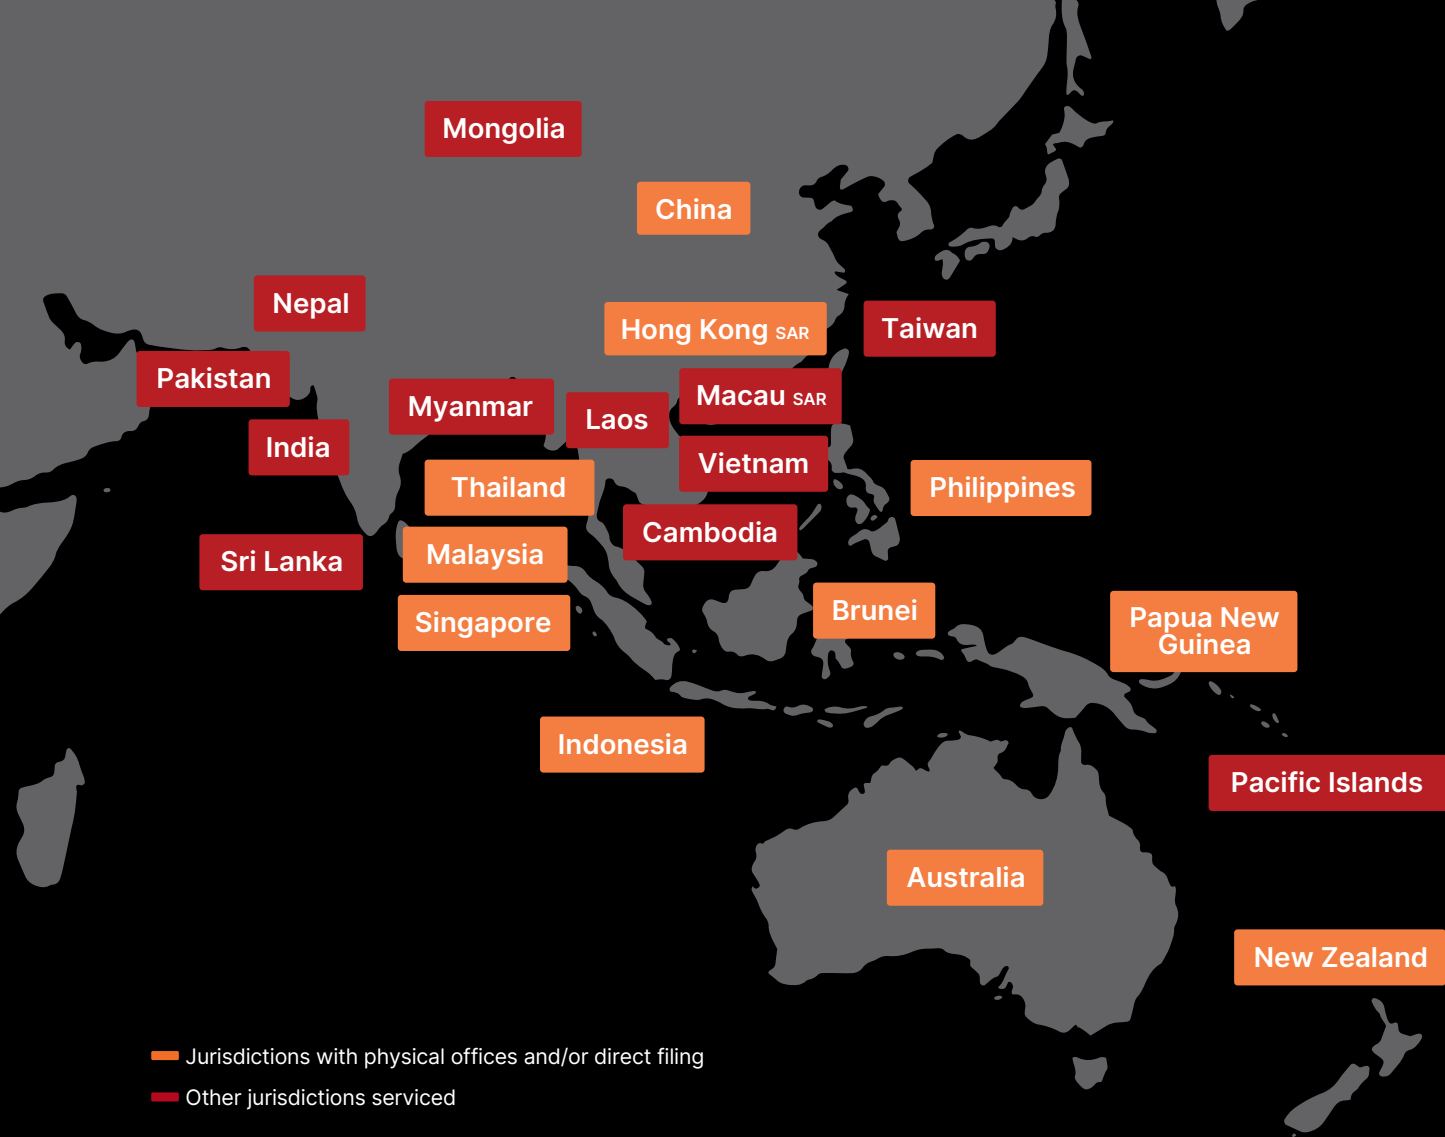 Mongolia
China
Nepal
Hong Kong SAR
Taiwan
Pakistan
Macau SAR
Myanmar
Laos
India
Vietnam
Thailand
Philippines
Cambodia
Malaysia
Sri Lanka
Brunei
Singapore
Papua New
Guinea
Indonesia
Pacific Islands
Australia
New Zealand
Jurisdictions with physical offices and/or direct filing
Other jurisdictions serviced